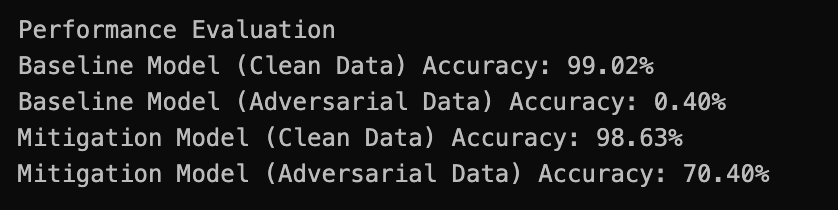 Performance Evaluation
Baseline Model (Clean Data) Accuracy: 99.02%
Baseline Model (Adversarial Data) Accuracy: 0.40%
Mitigation Model (Clean Data) Accuracy: 98.63%
Mitigation Model (Adversarial Data) Accuracy: 70.40%